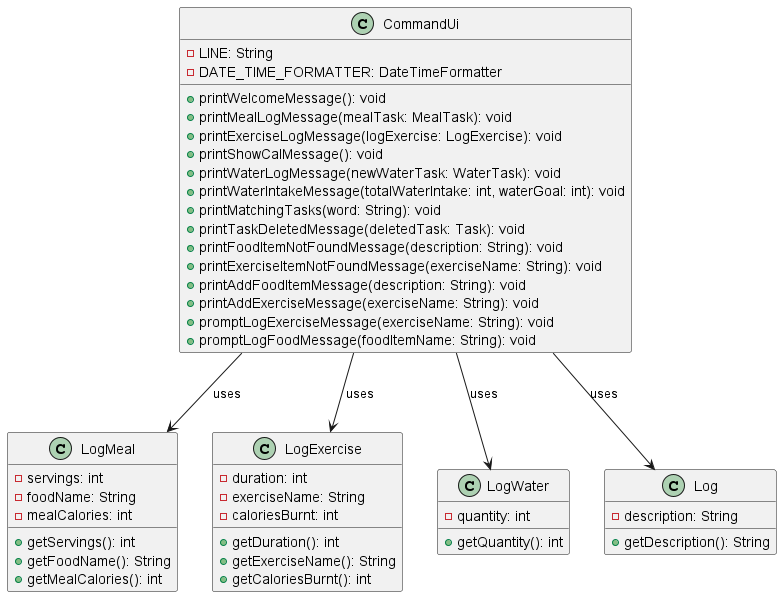 C CommandUi
LINE: String
DATE_TIME_FORMATTER: DateTimeFormatter
printWelcomeMessage(): void
printMealLogMessage(mealTask: MealTask): void
printExerciseLogMessage(logExercise: LogExercise): void
printShowCalMessage(): void
printWaterLogMessage(newWaterTask: WaterTask): void
printWaterIntakeMessage(totalWaterIntake: int, waterGoal: int): void
printMatchingTasks(word: String): void
printTaskDeletedMessage(deletedTask: Task): void
printFoodItemNotFoundMessage(description: String): void
printExerciseItemNotFoundMessage(exerciseName: String): void
printAddFoodItemMessage(description: String): void
printAddExerciseMessage(exerciseName: String): void
promptLogExerciseMessage(exerciseName: String): void
promptLogFoodMessage(foodItemName: String): void
uses
uses
uses
uses
C LogMeal
servings: int
foodName: String
mealCalories: int
getServings(): int
getFoodName(): String
getMealCalories(): int
C LogExercise
duration: int
exerciseName: String
caloriesBurnt: int
getDuration(): int
getExerciseName(): String
getCaloriesBurnt(): int
C LogWater
quantity: int
getQuantity(): int
C Log
description: String
getDescription(): String